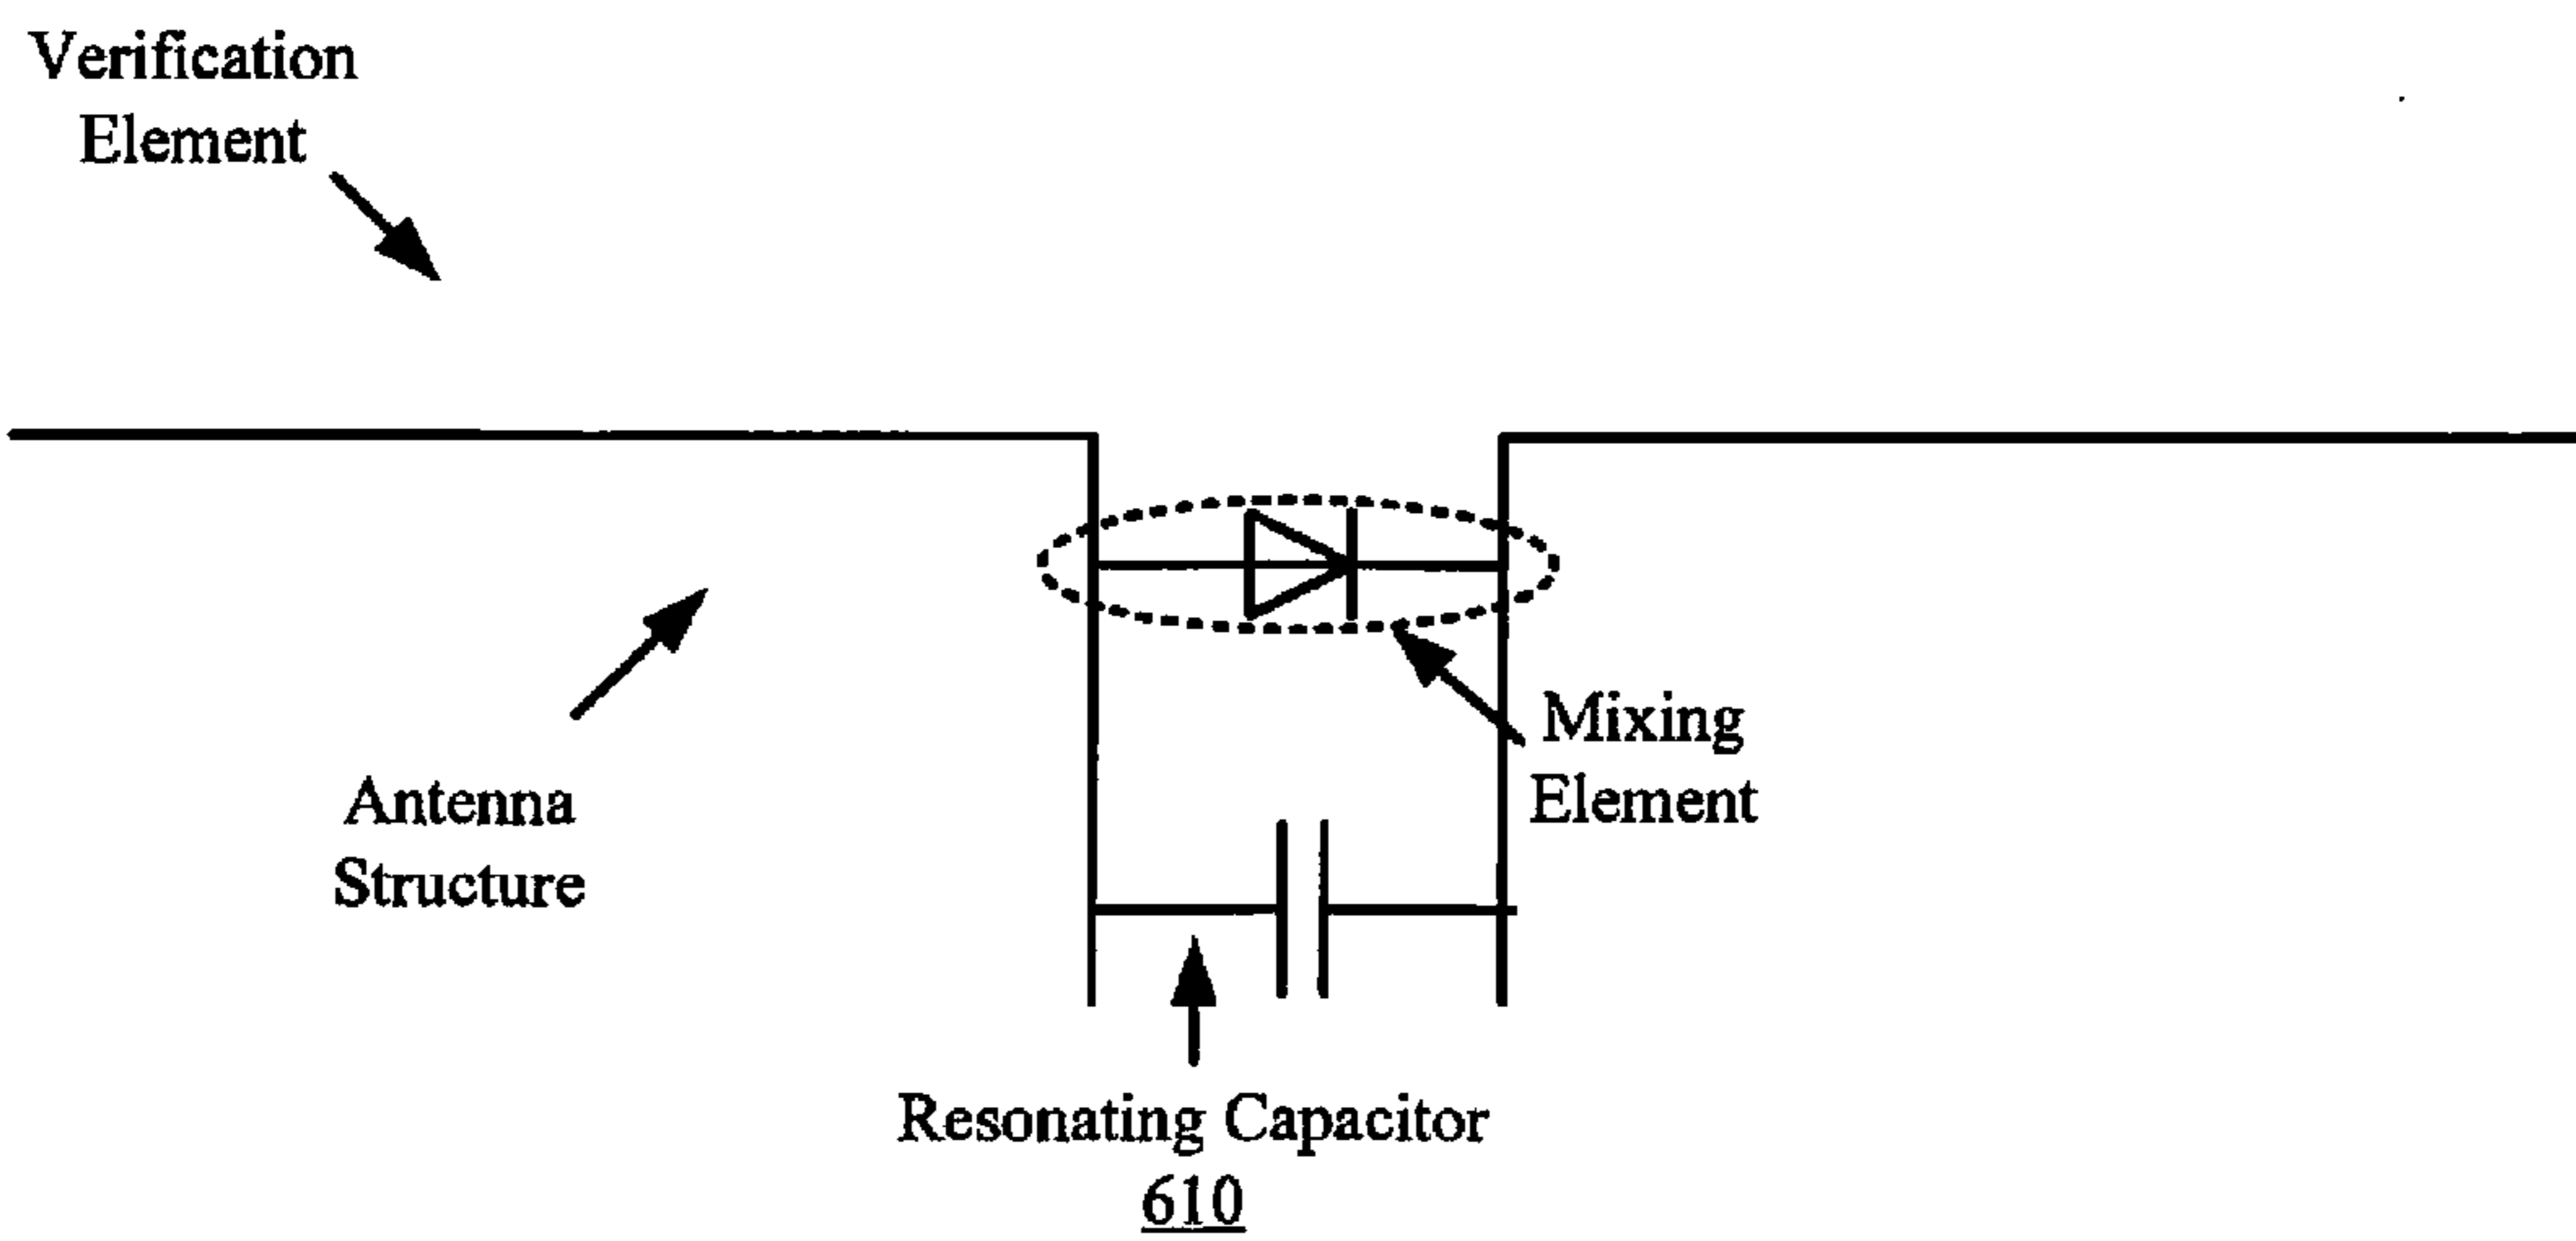 Verification
Element
Mixing
Element
Antenna
Structure
Resonating Capacitor
610